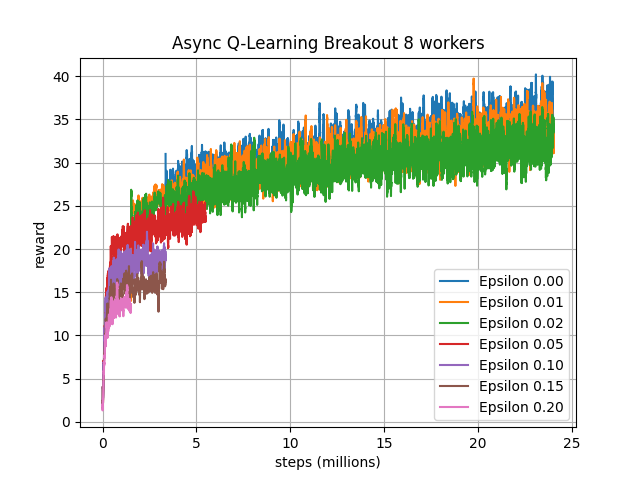 Async Q-Learning Breakout 8 workers
40
35
30
25
20
15
10
5
0
reward
0 5 10 15 20 25
steps (millions)
Epsilon 0.00
Epsilon 0.01
Epsilon 0.02
Epsilon 0.05
Epsilon 0.10
Epsilon 0.15
Epsilon 0.20